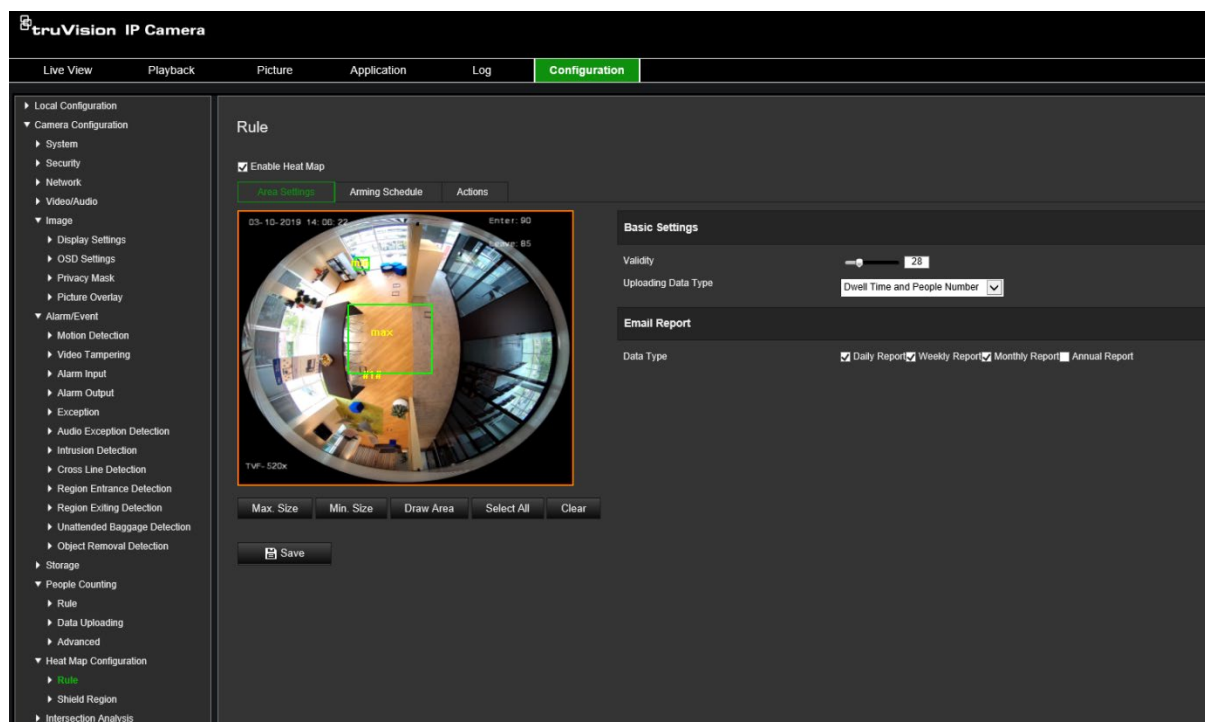 truVision IP Camera
Live View Playback Picture Application Log Configuration
Local Configuration
Camera Configuration
System
Security
Network
Video/Audio
Image
Display Settings
OSD Settings
Privacy Mask
Picture Overlay
Alarm/Event
Motion Detection
Video Tampering
Alarm Input
Alarm Output
Exception
Audio Exception Detection
Intrusion Detection
Cross Line Detection
Region Entrance Detection
Region Exiting Detection
Unattended Baggage Detection
Object Removal Detection
Storage
People Counting
Rule
Data Uploading
Advanced
Heat Map Configuration
Rule
Shield Region
Intersection Analysis
Rule
Enable Heat Map
Area Settings Arming Schedule Actions
03-10-2019 14:06:22 Enter: 90
Leave: 85
max
#1#
TVF-520x
Max. Size Min. Size Draw Area Select All Clear
Save
Basic Settings
Validity 28
Uploading Data Type Dwell Time and People Number
Email Report
Data Type Daily Report Weekly Report Monthly Report Annual Report